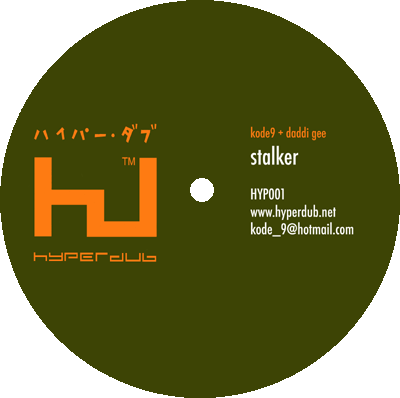 ハイパー・ダブ
TM
hyperdub
kode9 + daddi gee
stalker
HYP001
www.hyperdub.net
kode_9@hotmail.com